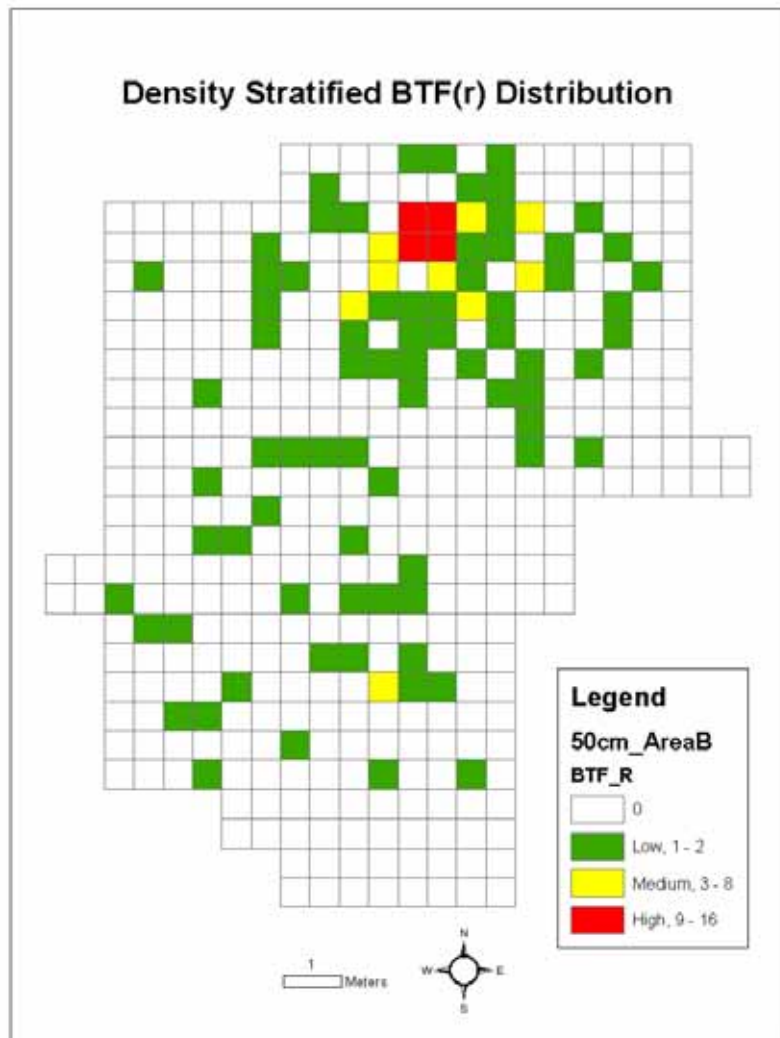 Density Stratified BTF(r) Distribution
Legend
50cm_AreaB
BTF_R
0
Low, 1 - 2
Medium, 3 - 8
High, 9 - 16
1
Meters
N
W E
S